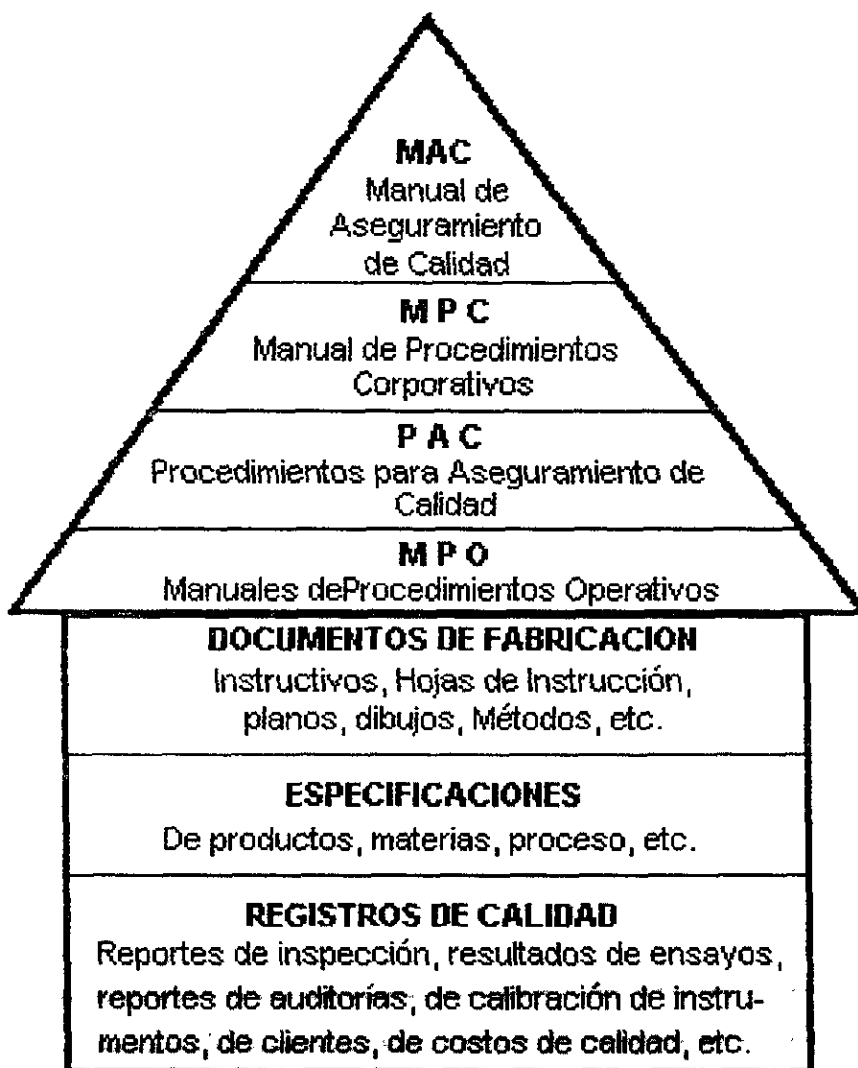 MAC
Manual de
Aseguramiento
de Calidad
M P C
Manual de Procedimientos
Corporativos
P A C
Procedimientos para Aseguramiento de
Calidad
M P O
Manuales deProcedimientos Operativos
DOCUMENTOS DE FABRICACION
Instructivos, Hojas de Instrucción,
planos, dibujos, Métodos, etc.
ESPECIFICACIONES
De productos, materias, proceso, etc.
REGISTROS DE CALIDAD
Reportes de inspección, resultados de ensayos,
reportes de auditorías, de calibración de instru-
mentos, de clientes, de costos de calidad, etc.